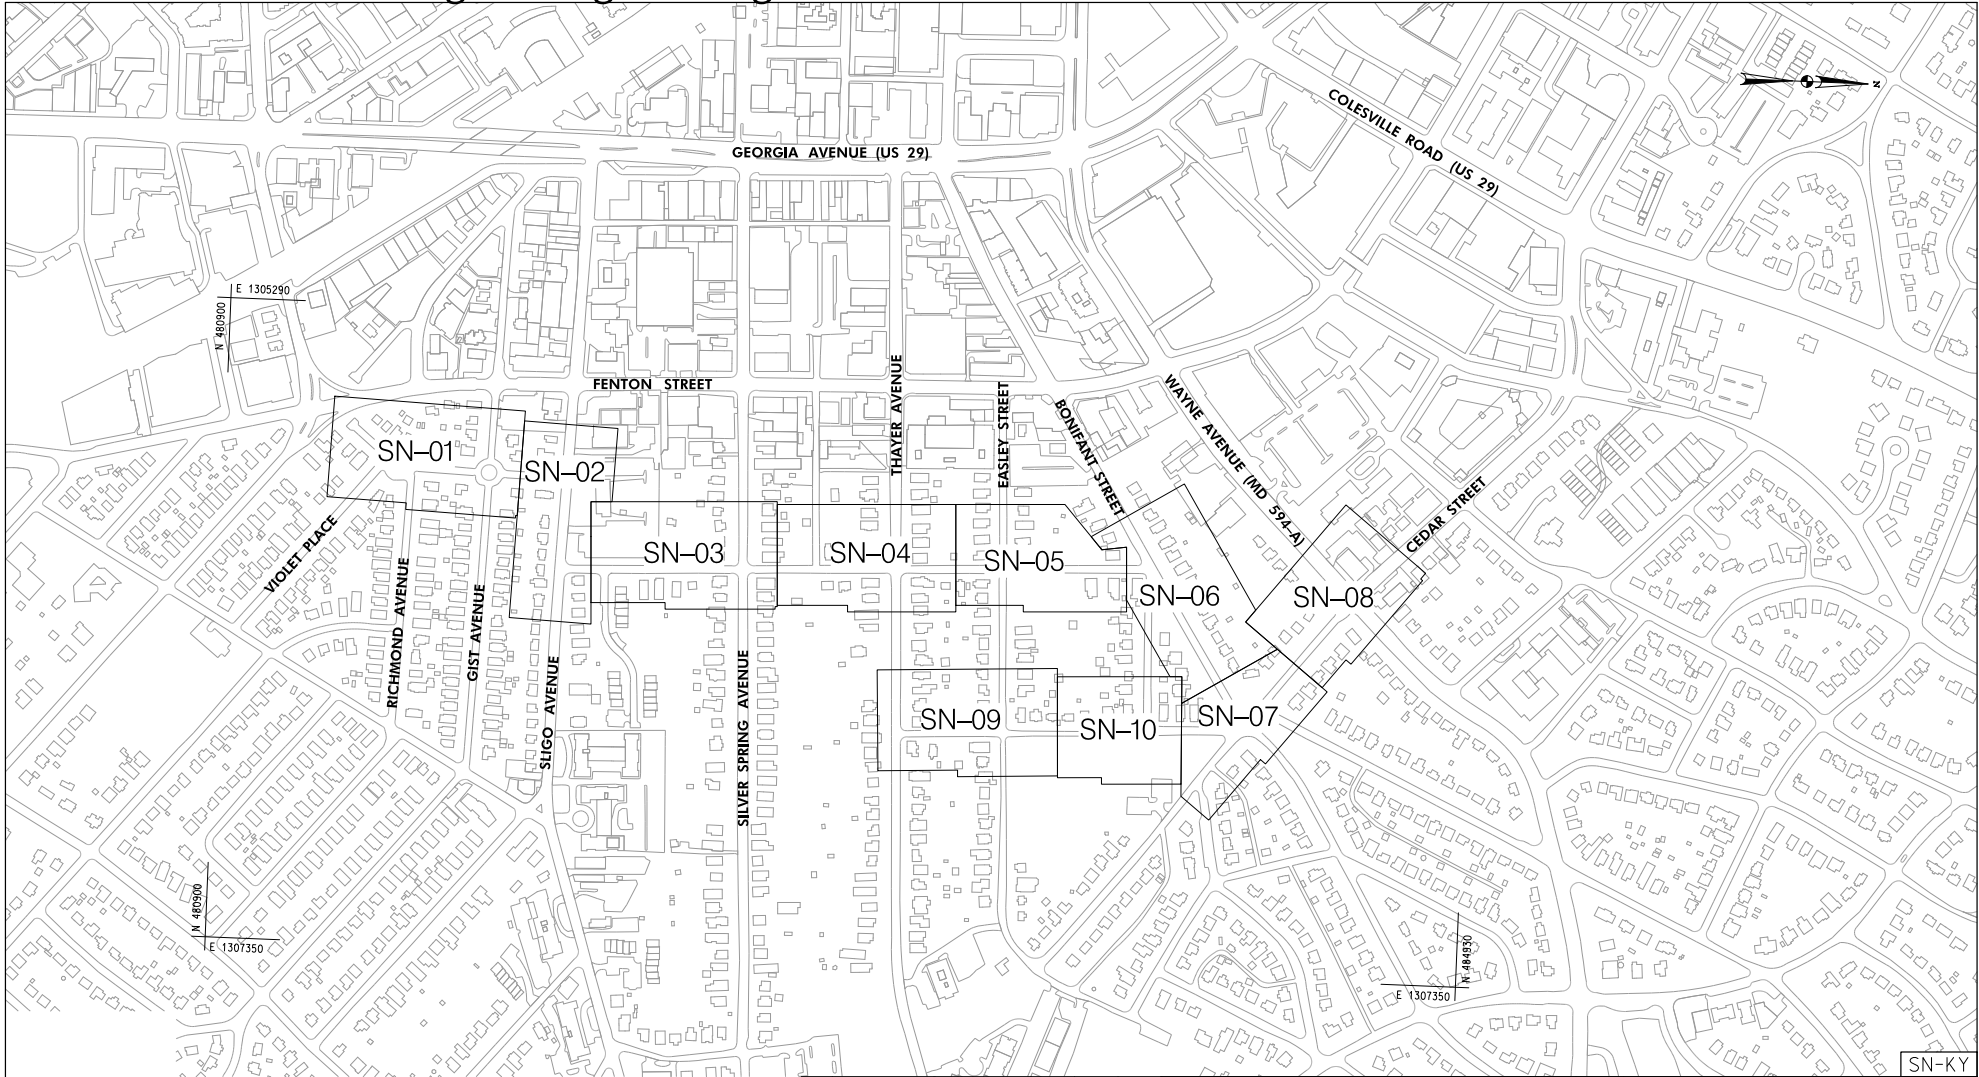 N
COLESVILLE ROAD (US 29)
GEORGIA AVENUE (US 29)
E 1305290
N 480900
FENTON STREET
THAYER AVENUE
EASLEY STREET
BONIFANT STREET
WAYNE AVENUE (MD 594-A)
CEDAR STREET
SN-01
SN-02
SN-03
SN-04
SN-05
SN-06
SN-08
VIOLET PLACE
RICHMOND AVENUE
GIST AVENUE
SLIGO AVENUE
SILVER SPRING AVENUE
SN-09
SN-10
SN-07
N 480900
E 1307350
N 484930
E 1307350
SN-KY